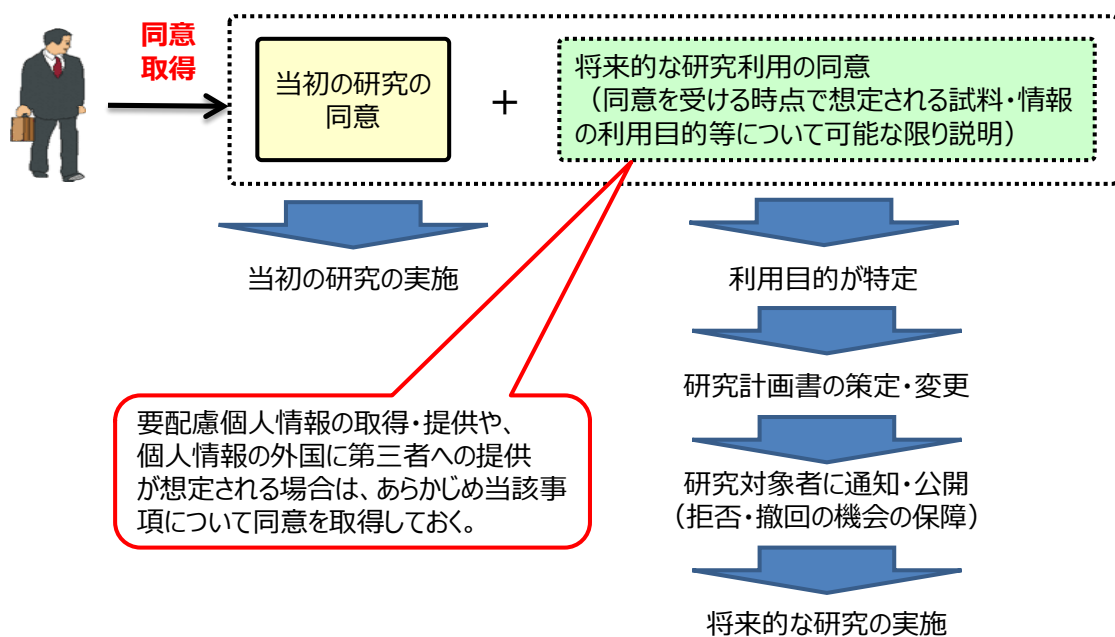 同意
取得
当初の研究の
同意
+
将来的な研究利用の同意
(同意を受ける時点で想定される試料・情報
の利用目的等について可能な限り説明)
当初の研究の実施
利用目的が特定
研究計画書の策定・変更
要配慮個人情報の取得・提供や、
個人情報の外国に第三者への提供
が想定される場合は、あらかじめ当該事
項について同意を取得しておく。
研究対象者に通知・公開
(拒否・撤回の機会の保障)
将来的な研究の実施